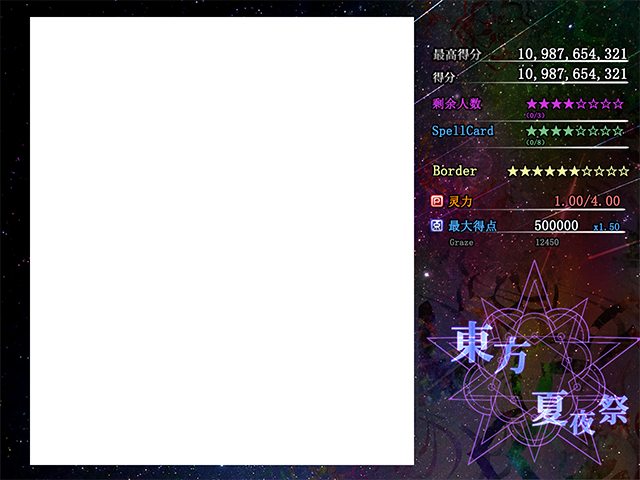 最高得分 10,987,654,321
得分 10,987,654,321
剩余人数 ★★★★☆☆☆☆
(0/3)
SpellCard ★★★★☆☆☆☆
(0/8)
Border ★★★★★★☆☆☆☆
P 灵力 1.00/4.00
最大得点 500000 x1.50
Graze 12450
東方
夏夜祭